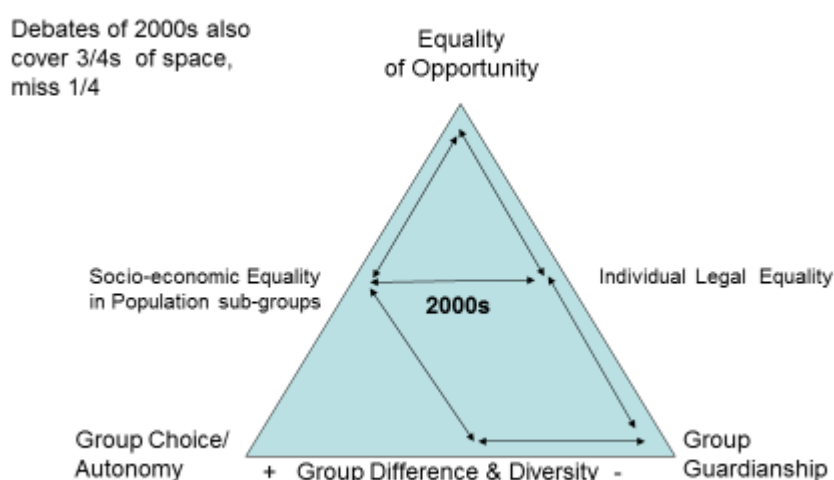 Debates of 2000s also
cover 3/4s of space,
miss 1/4
Equality
of Opportunity
Socio-economic Equality
in Population sub-groups
Individual Legal Equality
2000s
Group Choice/
Autonomy
+ Group Difference & Diversity -
Group
Guardianship